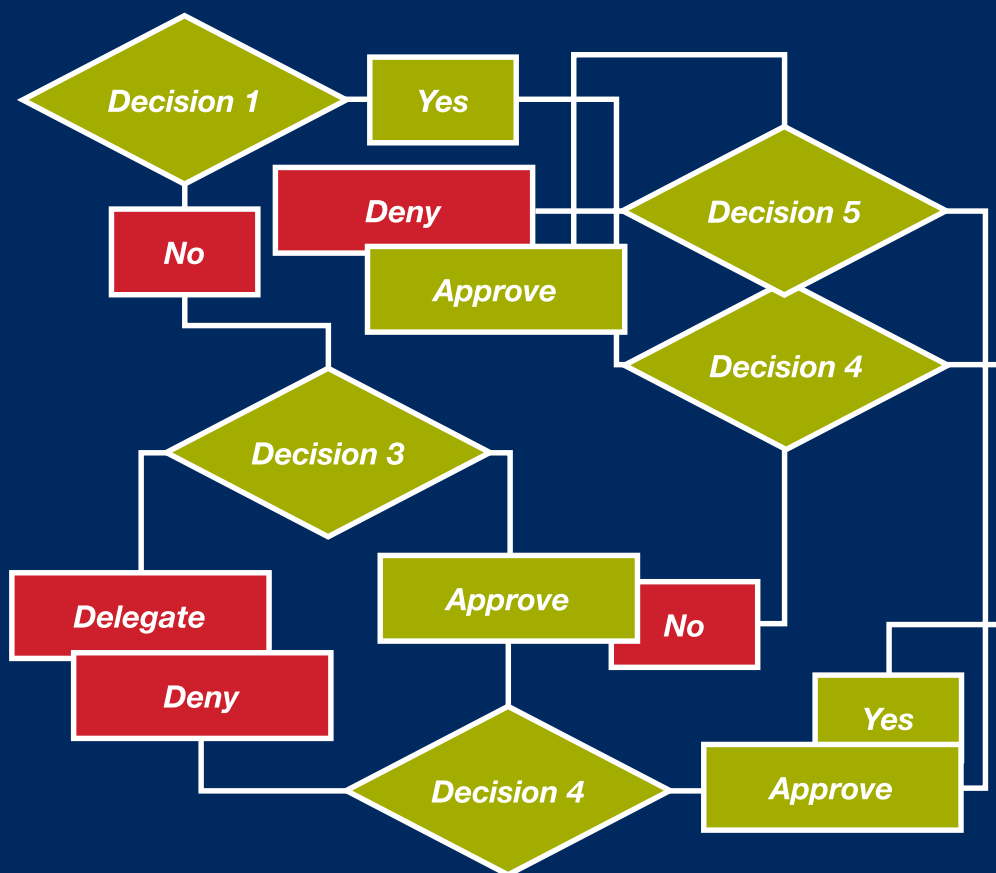 Decision 1
Yes
Deny
Decision 5
No
Approve
Decision 4
Decision 3
Delegate
Approve
No
Deny
Yes
Decision 4
Approve